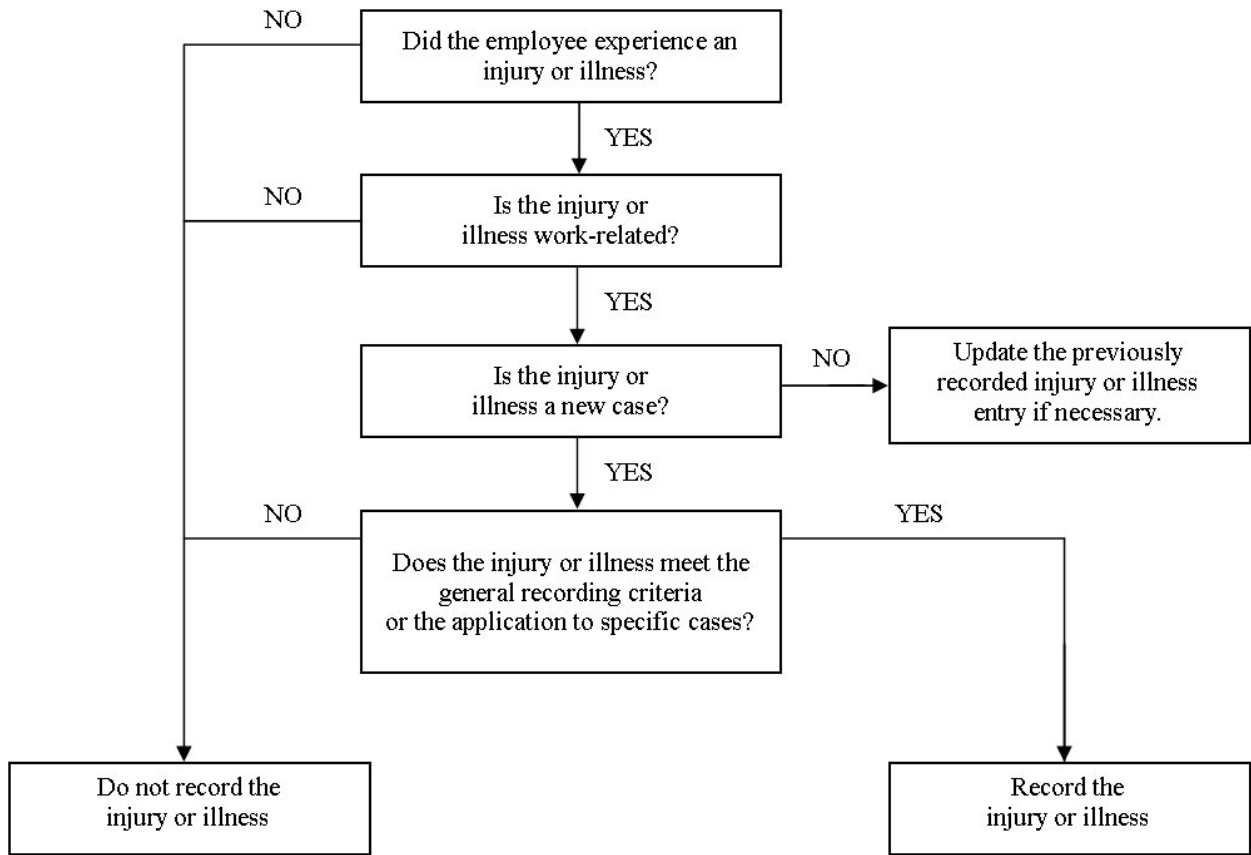 NO
Did the employee experience an
injury or illness?
YES
NO
Is the injury or
illness work-related?
YES
Is the injury or
illness a new case?
NO
Update the previously
recorded injury or illness
entry if necessary.
YES
NO
Does the injury or illness meet the
general recording criteria
or the application to specific cases?
YES
Do not record the
injury or illness
Record the
injury or illness